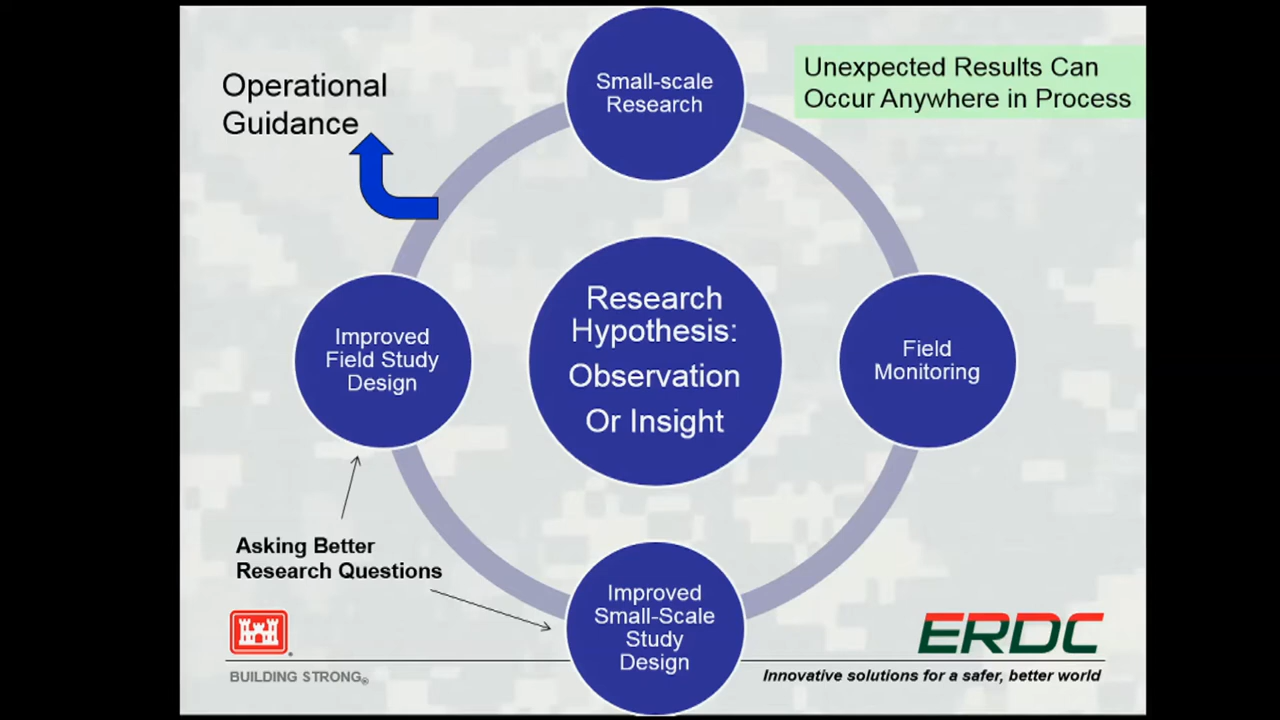 Operational
Guidance
Small-scale
Research
Unexpected Results Can
Occur Anywhere in Process
Improved
Field Study
Design
Research
Hypothesis:
Observation
Or Insight
Field
Monitoring
Asking Better
Research Questions
Improved
Small-Scale
Study
Design
BUILDING STRONG®
ERDC
Innovative solutions for a safer, better world